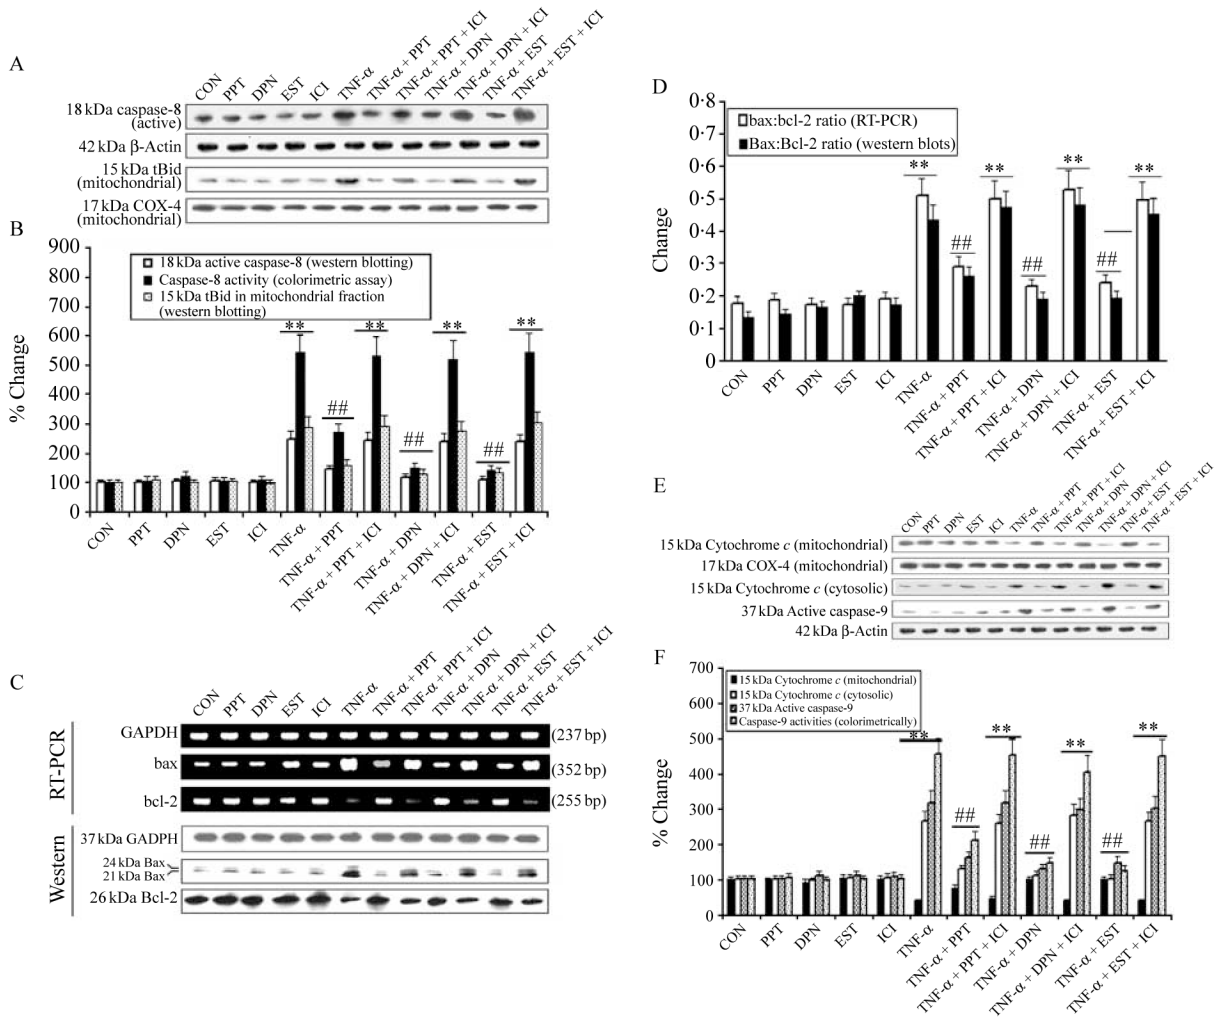 A
CON
PPT
DPN
EST
ICI
TNF-α
TNF-α + PPT
TNF-α + PPT + ICI
TNF-α + DPN
TNF-α + DPN + ICI
TNF-α + EST
TNF-α + EST + ICI
18 kDa caspase-8
(active)
42 kDa β-Actin
15 kDa tBid
(mitochondrial)
17 kDa COX-4
(mitochondrial)
B
900
800
700
600
500
400
300
200
100
0
% Change
18 kDa active caspase-8 (western blotting)
Caspase-8 activity (colorimetric assay)
15 kDa tBid in mitochondrial fraction
(western blotting)
**
##
**
##
**
##
**
CON
PPT
DPN
EST
ICI
TNF-α
TNF-α + PPT
TNF-α + PPT + ICI
TNF-α + DPN
TNF-α + DPN + ICI
TNF-α + EST
TNF-α + EST + ICI
C
CON
PPT
DPN
EST
ICI
TNF-α
TNF-α + PPT
TNF-α + PPT + ICI
TNF-α + DPN
TNF-α + DPN + ICI
TNF-α + EST
TNF-α + EST + ICI
RT-PCR
GAPDH
(237 bp)
bax
(352 bp)
bcl-2
(255 bp)
Western
37 kDa GADPH
24 kDa Bax
21 kDa Bax
26 kDa Bcl-2
D
0·8
0·7
0·6
0·5
0·4
0·3
0·2
0·1
0
Change
bax:bcl-2 ratio (RT-PCR)
Bax:Bcl-2 ratio (western blots)
**
##
**
##
**
##
**
CON
PPT
DPN
EST
ICI
TNF-α
TNF-α + PPT
TNF-α + PPT + ICI
TNF-α + DPN
TNF-α + DPN + ICI
TNF-α + EST
TNF-α + EST + ICI
E
CON
PPT
DPN
EST
ICI
TNF-α
TNF-α + PPT
TNF-α + PPT + ICI
TNF-α + DPN
TNF-α + DPN + ICI
TNF-α + EST
TNF-α + EST + ICI
15 kDa Cytochrome c (mitochondrial)
17 kDa COX-4 (mitochondrial)
15 kDa Cytochrome c (cytosolic)
37 kDa Active caspase-9
42 kDa β-Actin
F
700
600
500
400
300
200
100
0
% Change
15 kDa Cytochrome c (mitochondrial)
15 kDa Cytochrome c (cytosolic)
37 kDa Active caspase-9
Caspase-9 activities (colorimetrically)
**
##
**
##
**
##
**
CON
PPT
DPN
EST
ICI
TNF-α
TNF-α + PPT
TNF-α + PPT + ICI
TNF-α + DPN
TNF-α + DPN + ICI
TNF-α + EST
TNF-α + EST + ICI